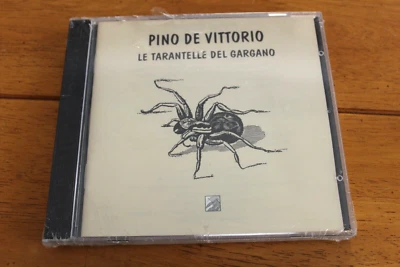 PINO DE VITTORIO
LE TARANTELLE DEL GARGANO